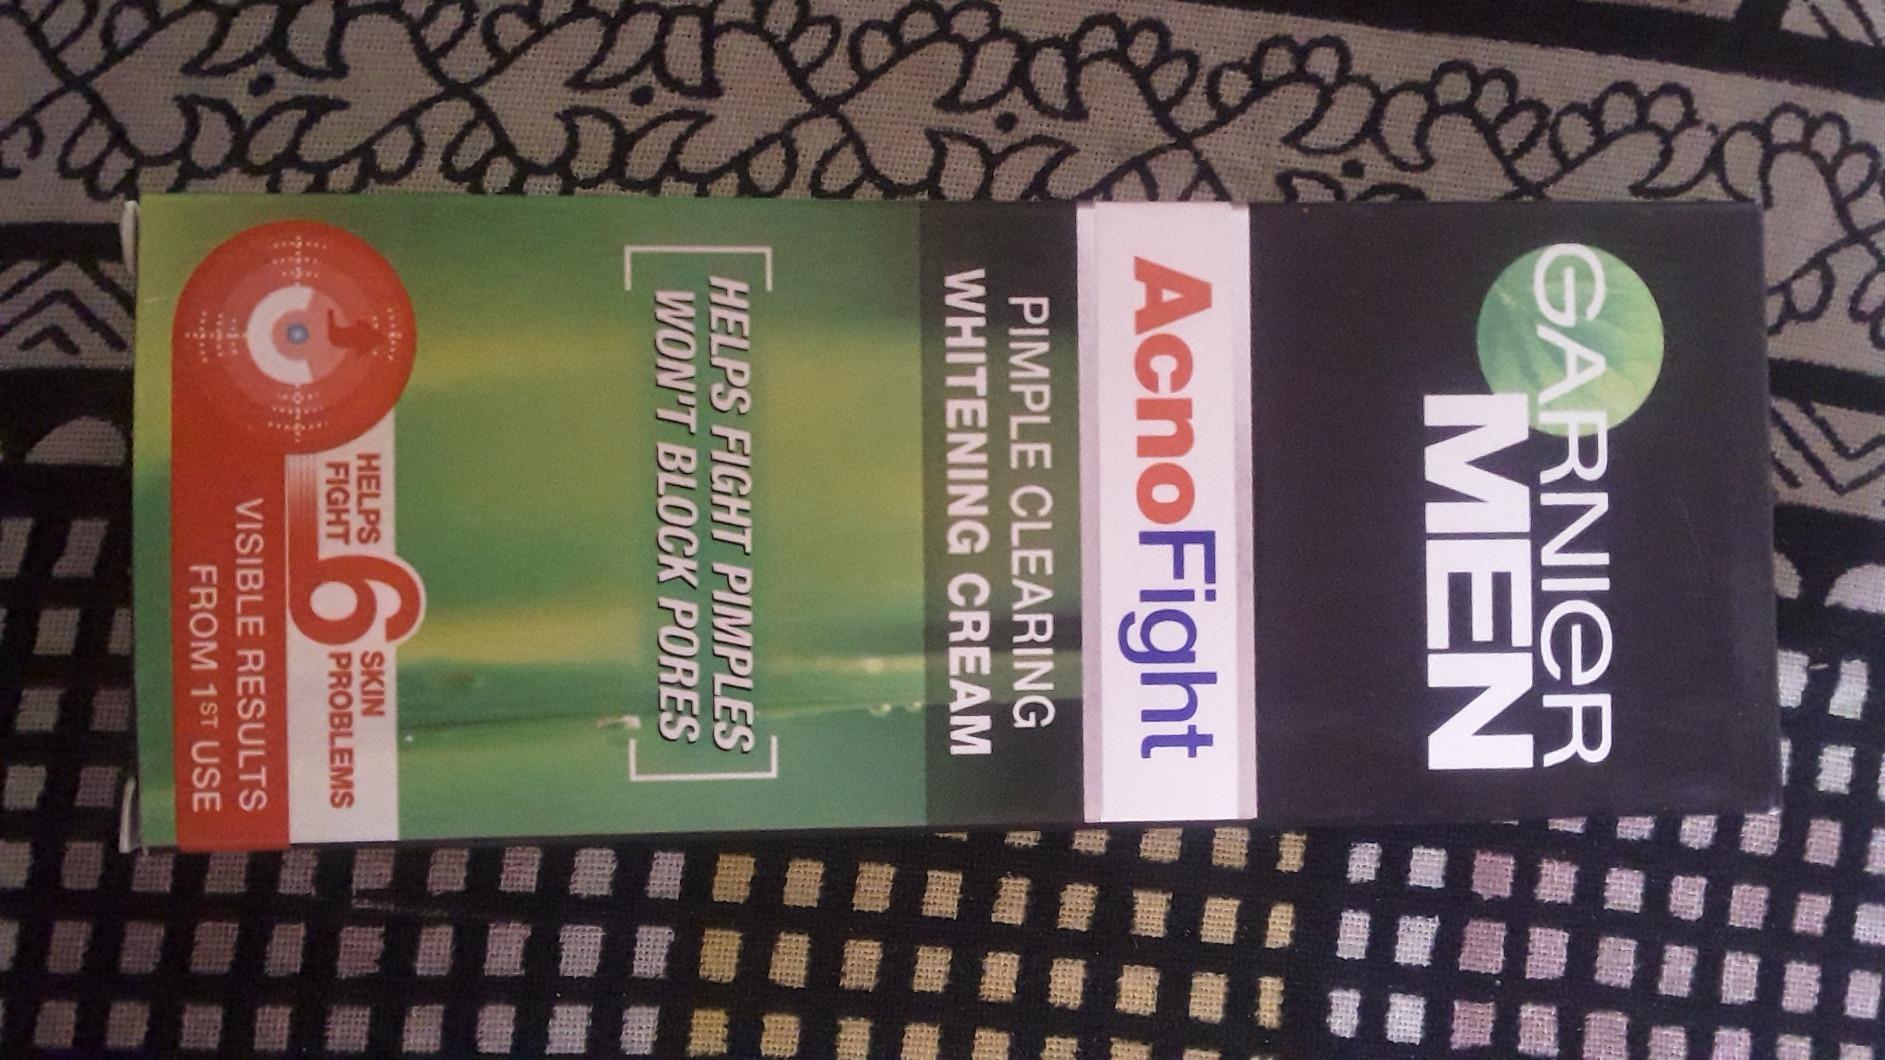 GARNIER
MEN
AcnoFight
PIMPLE CLEARING
WHITENING CREAM
HELPS FIGHT PIMPLES
WON'T BLOCK PORES
HELPS
FIGHT
6
SKIN
PROBLEMS
VISIBLE RESULTS
FROM 1ST USE